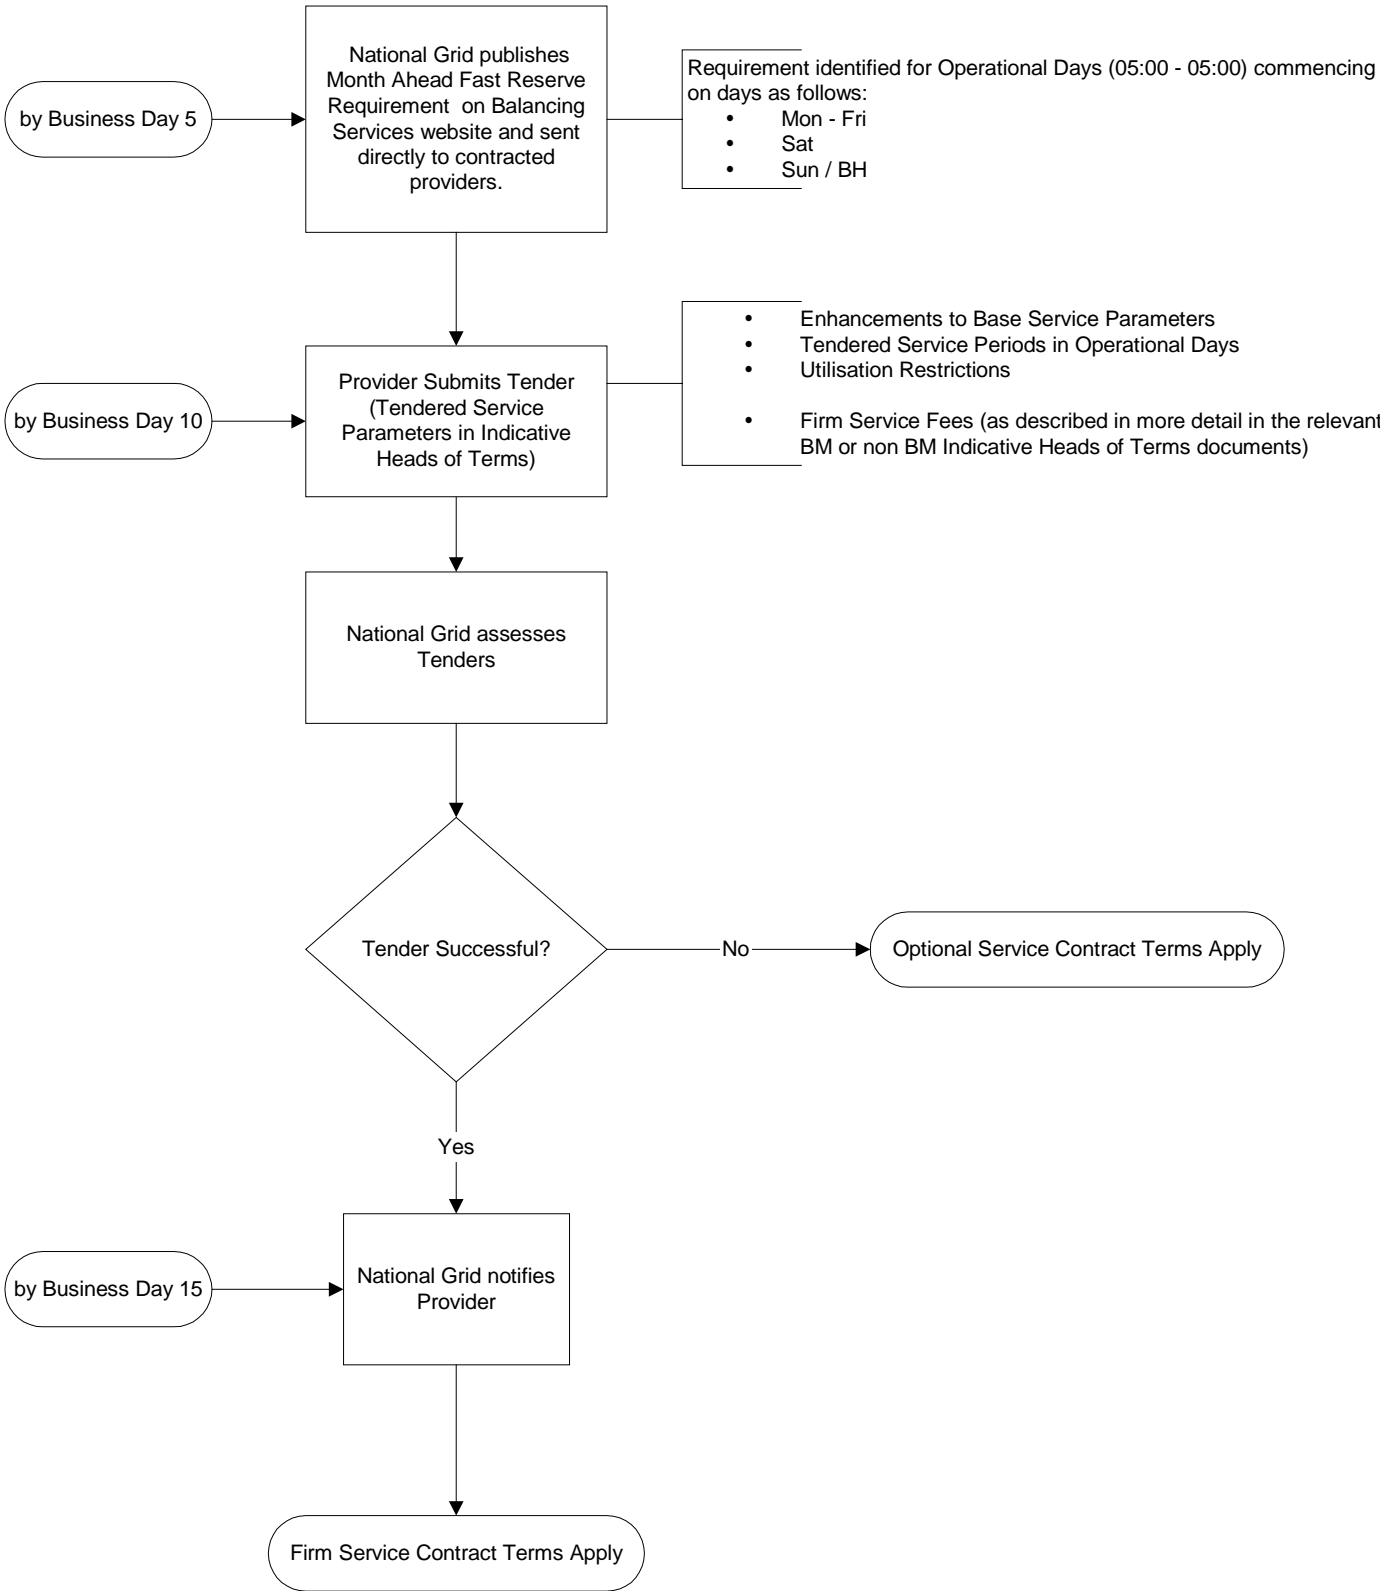 National Grid publishes
Month Ahead Fast Reserve
Requirement on Balancing
Services website and sent
directly to contracted
providers.
by Business Day 5
Requirement identified for Operational Days (05:00 - 05:00) commencing
on days as follows:
• Mon - Fri
• Sat
• Sun / BH
• Enhancements to Base Service Parameters
• Tendered Service Periods in Operational Days
• Utilisation Restrictions
• Firm Service Fees (as described in more detail in the relevant
BM or non BM Indicative Heads of Terms documents)
by Business Day 10
Provider Submits Tender
(Tendered Service
Parameters in Indicative
Heads of Terms)
National Grid assesses
Tenders
Tender Successful?
No
Optional Service Contract Terms Apply
Yes
by Business Day 15
National Grid notifies
Provider
Firm Service Contract Terms Apply